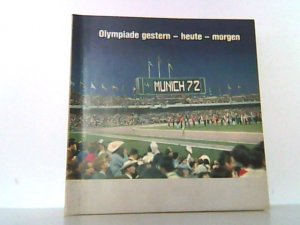 Olympiade gestern – heute – morgen
MUNICH 72